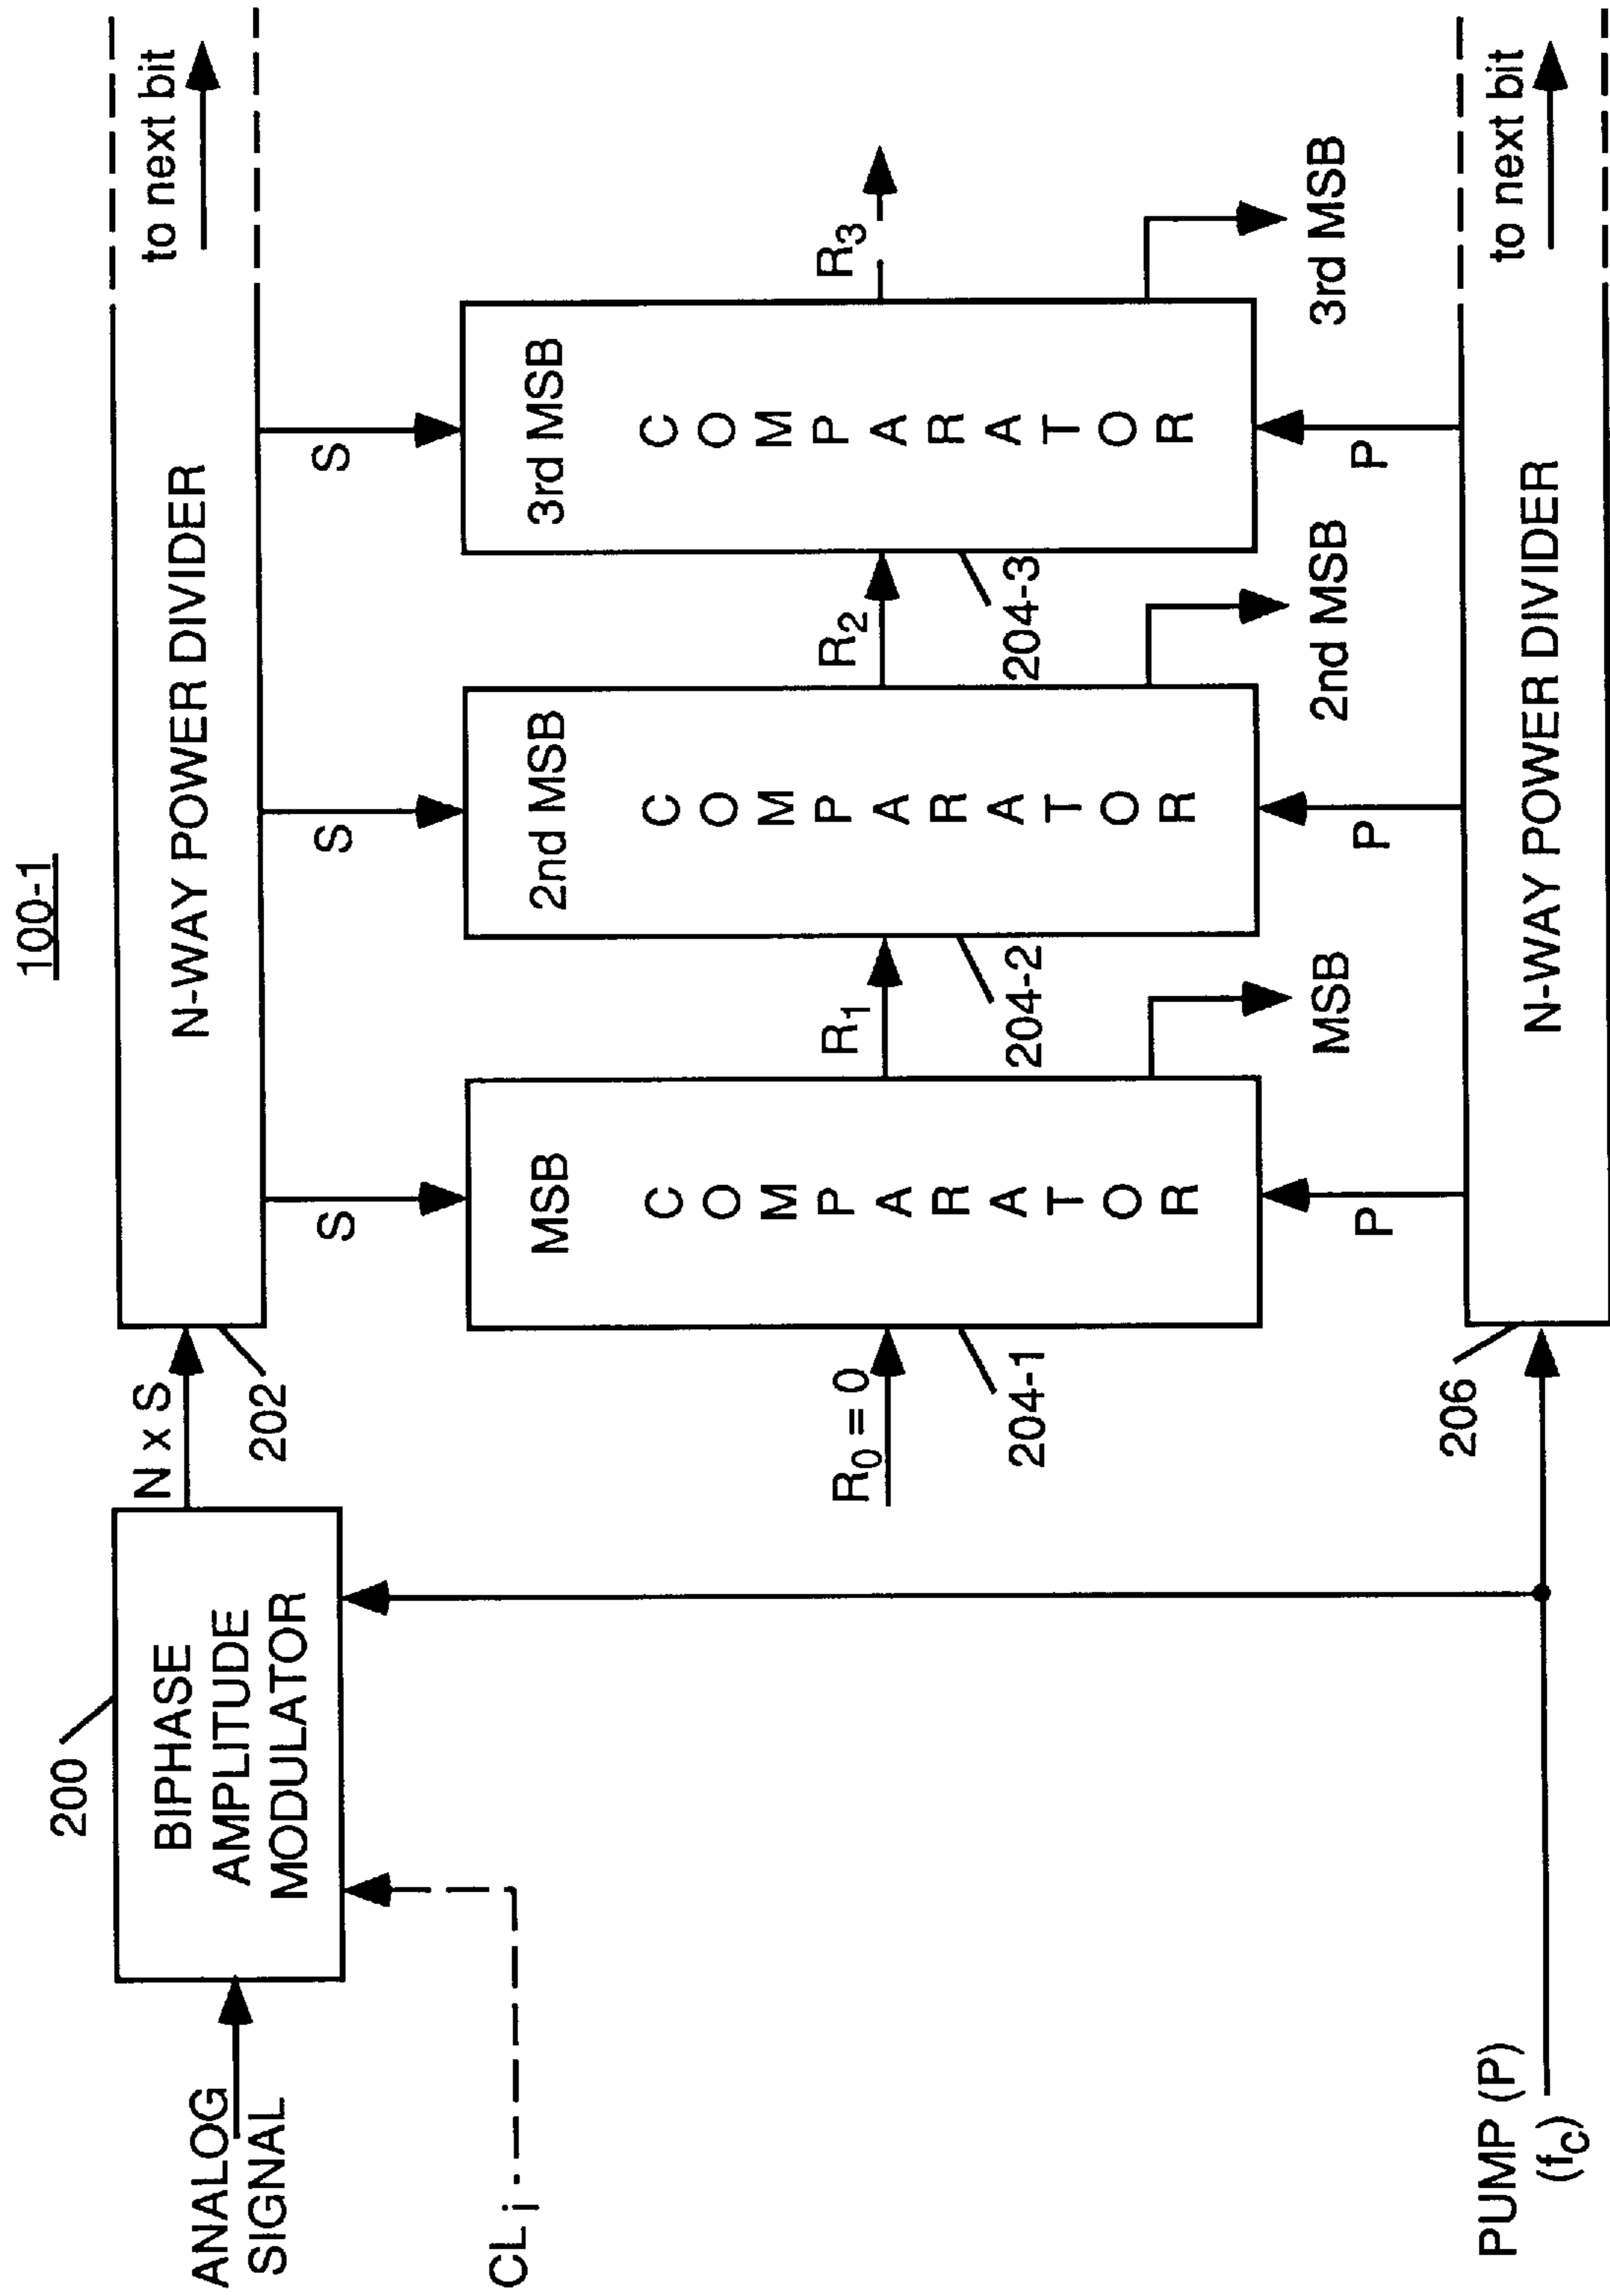 100-1
200
BIPHASE
AMPLITUDE
MODULATOR
ANALOG
SIGNAL
CL i
N x S
202
N-WAY POWER DIVIDER
to next bit
S
S
S
R0 = 0
204-1
MSB
COMPARATOR
R1
MSB
204-2
2nd MSB
COMPARATOR
R2
2nd MSB
204-3
3rd MSB
COMPARATOR
R3
3rd MSB
P
P
P
PUMP (P)
(fc)
206
N-WAY POWER DIVIDER
to next bit